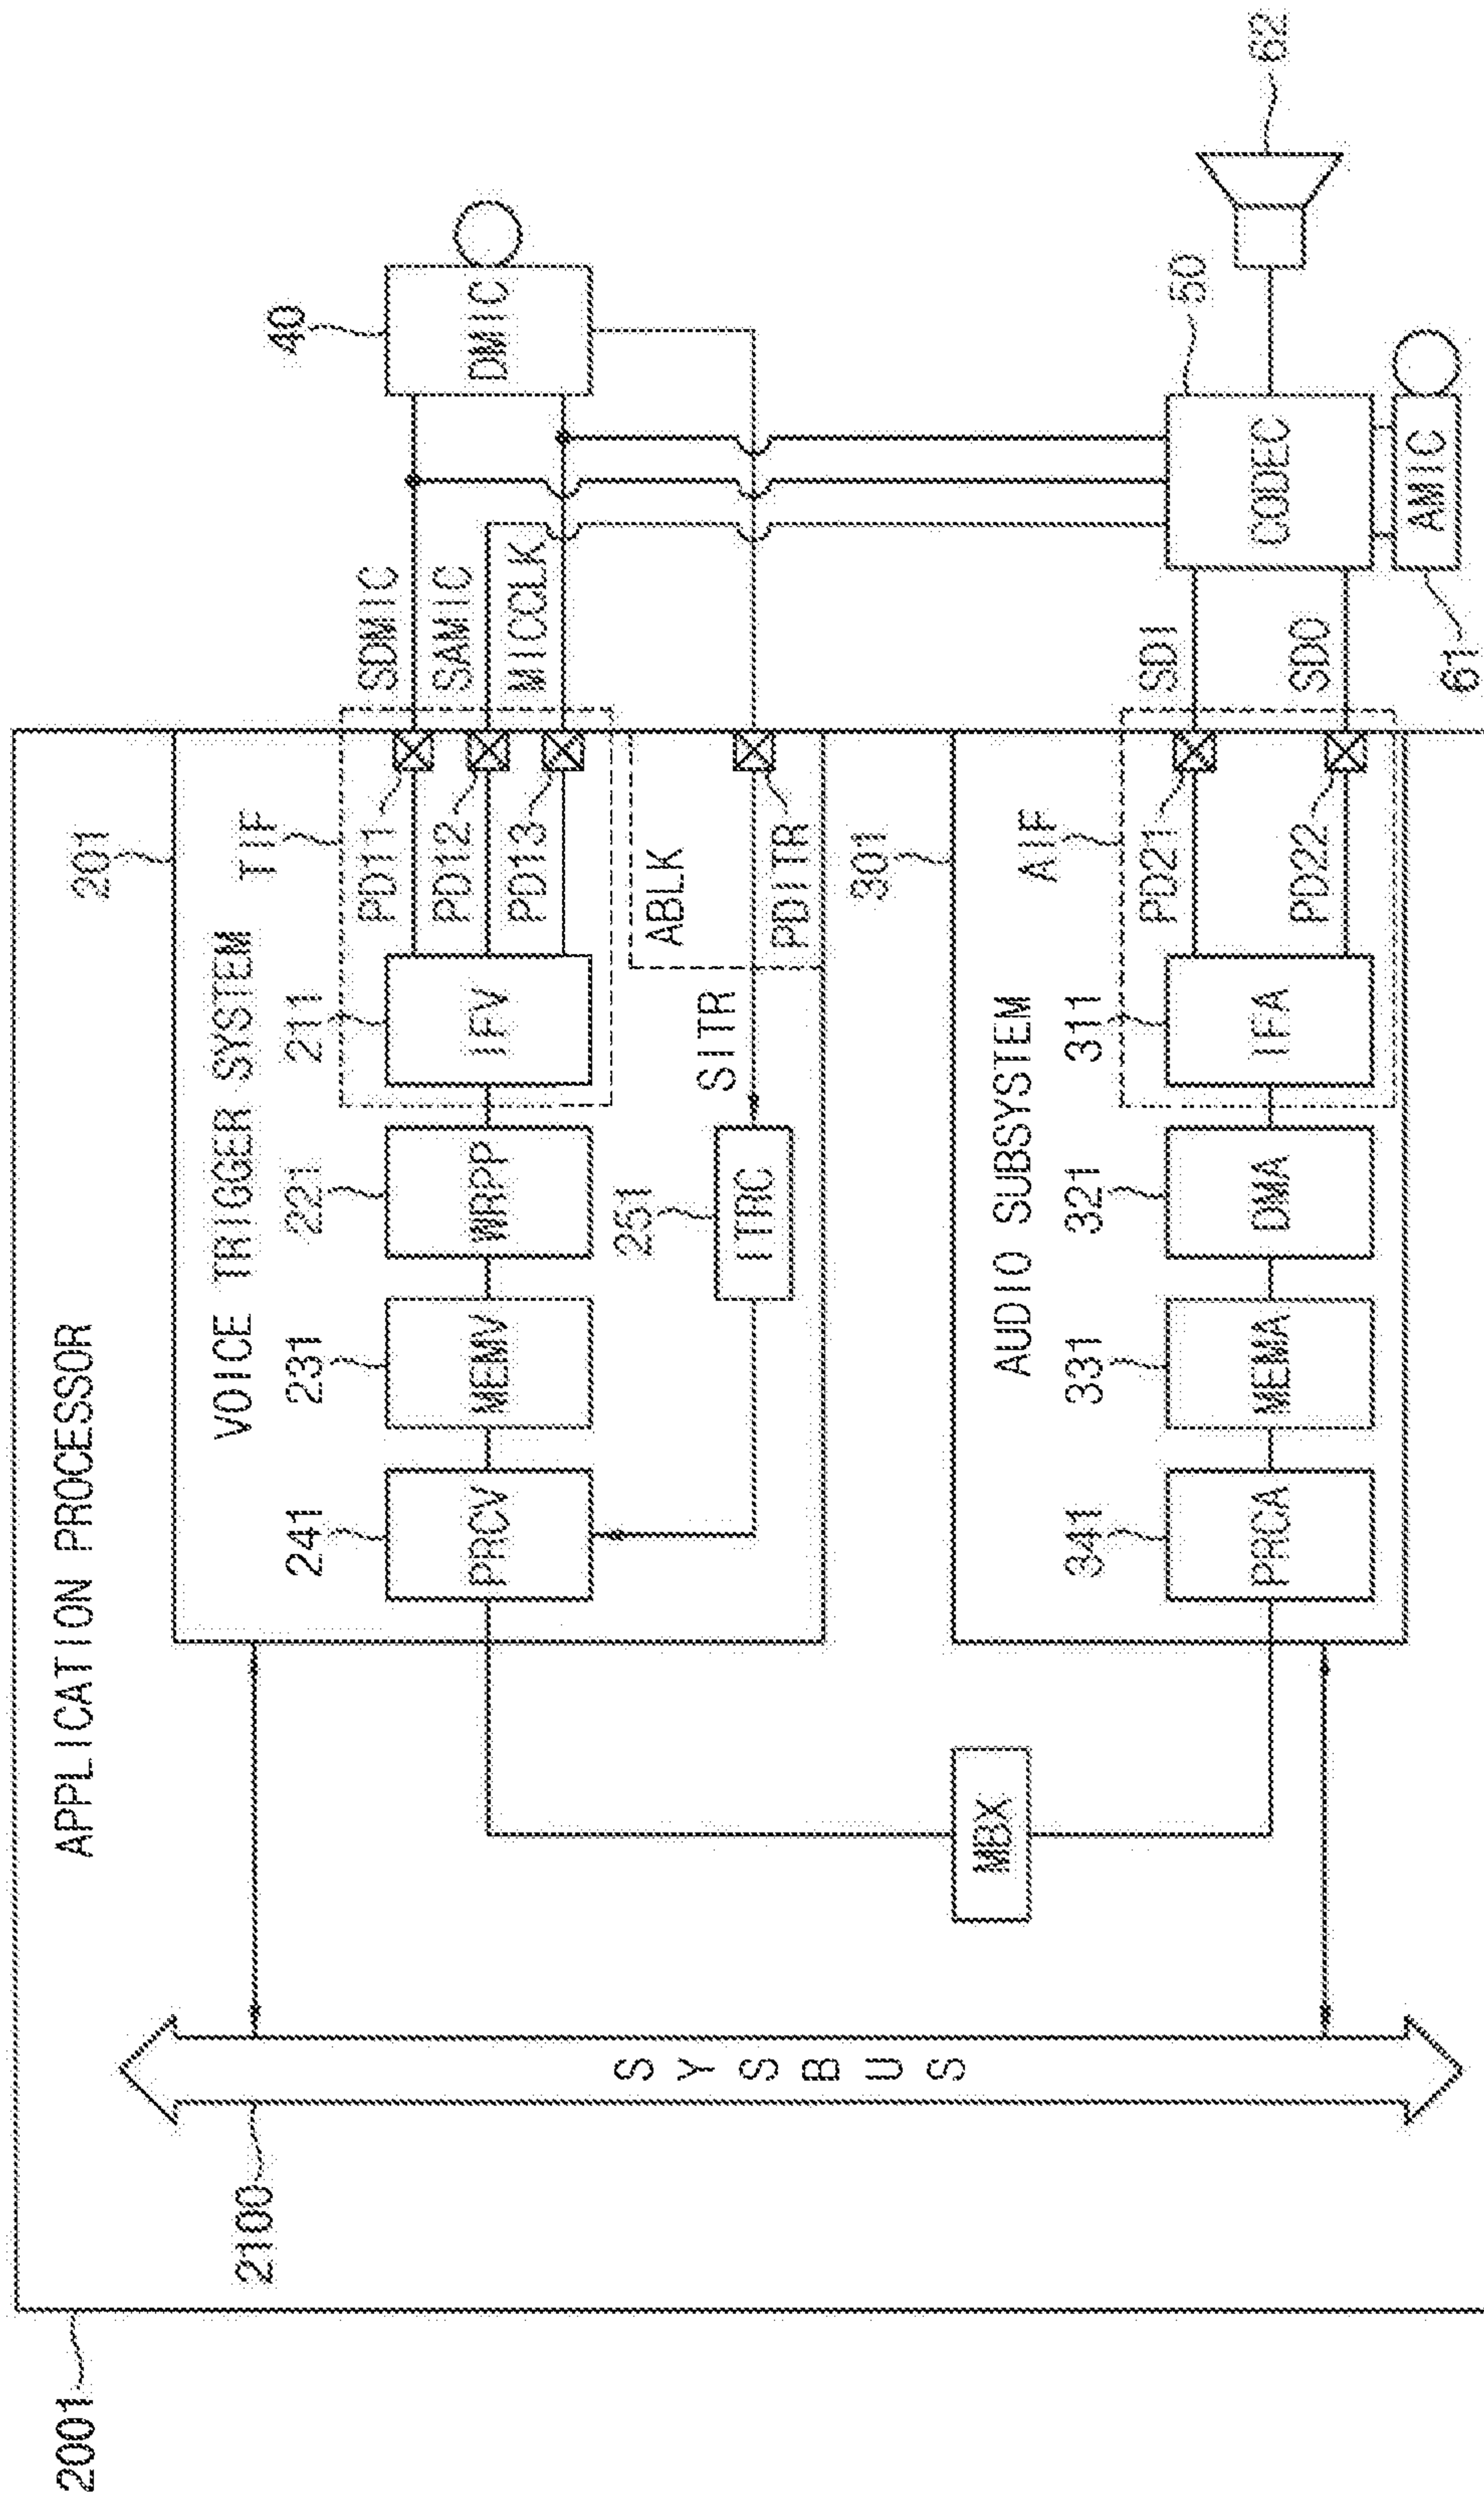 2001
APPLICATION PROCESSOR
2100
SYSBUS
201
VOICE TRIGGER SYSTEM
TIF
241
231
221
211
PRCV
MEMV
WRPP
IFV
PD11
PD12
PD13
SDMIC
SAMIC
MICCLK
40
DMIC
251
ITRC
SITR
ABLK
PDITR
MBX
301
AUDIO SUBSYSTEM
AIF
341
331
321
311
PRCA
MEMA
DMA
IFA
PD21
PD22
SDI
SDO
50
CODEC
62
AMIC
61